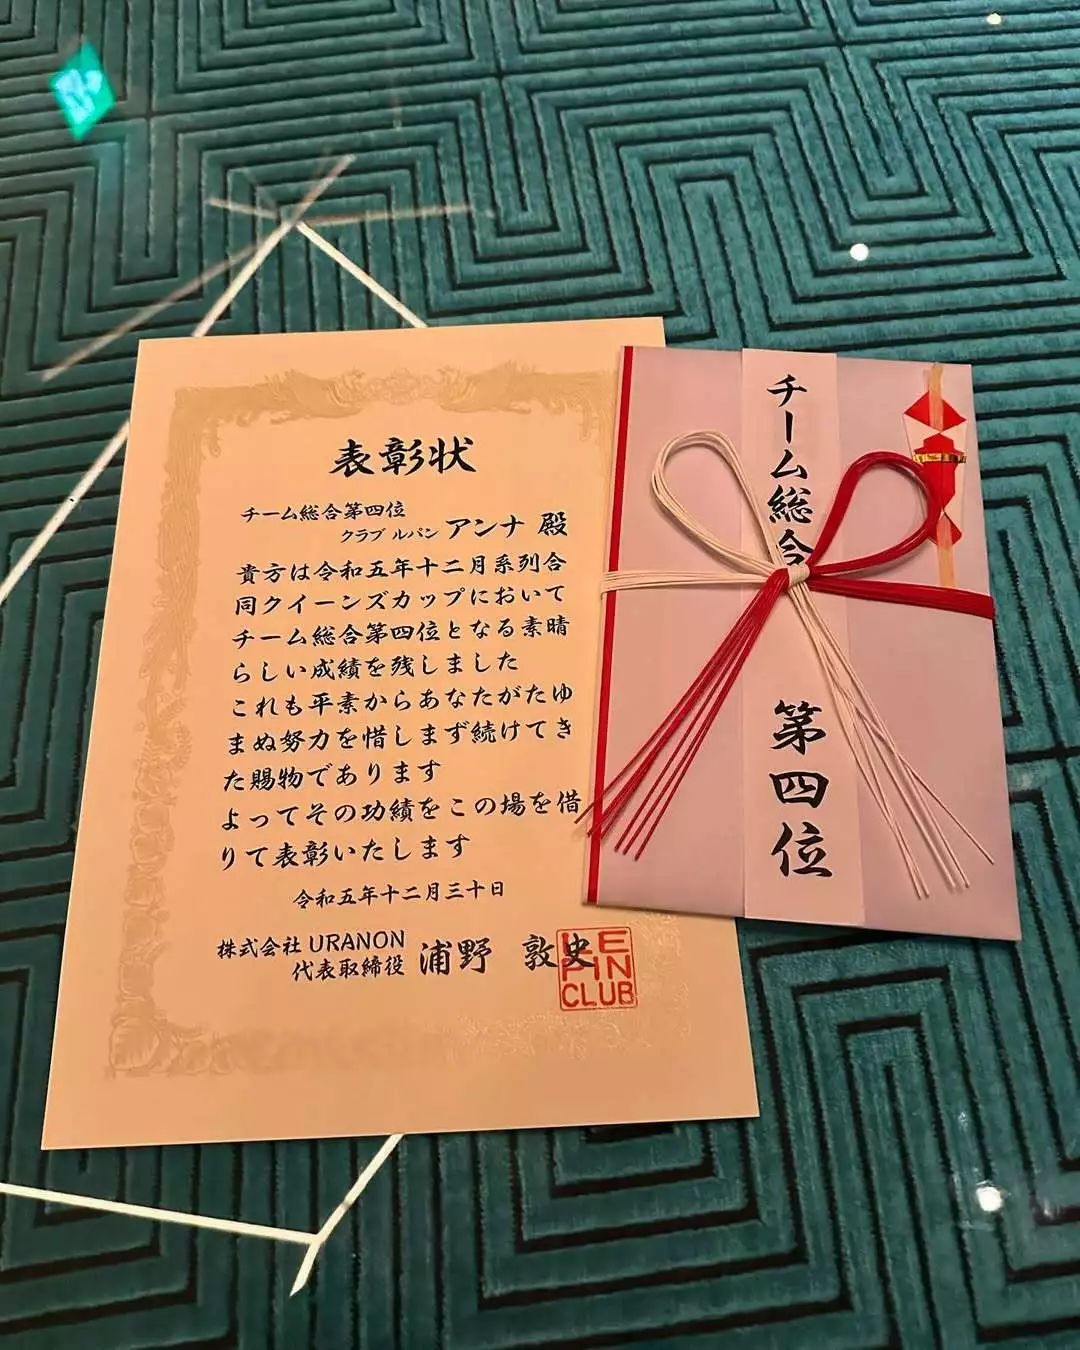 表彰状
チーム総合第四位
クラブ ルパン アンナ 殿
貴方は令和五年十二月系列合
同クイーンズカップにおいて
チーム総合第四位となる素晴
らしい成績を残しました
これも平素からあなたがたゆ
まぬ努力を惜しまず続けてき
た賜物であります
よってその功績をこの場を借
りて表彰いたします
令和五年十二月三十日
株式会社 URANON
代表取締役 浦野 敦史
LE
PIN
CLUB
チーム総合 第四位